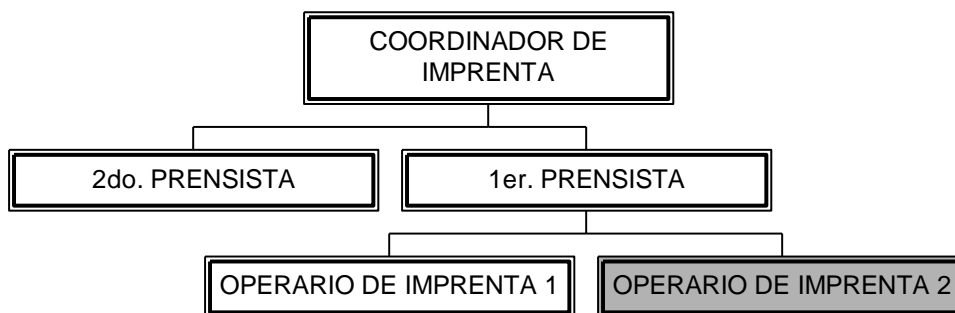 COORDINADOR DE
IMPRENTA
2do. PRENSISTA
1er. PRENSISTA
OPERARIO DE IMPRENTA 1
OPERARIO DE IMPRENTA 2